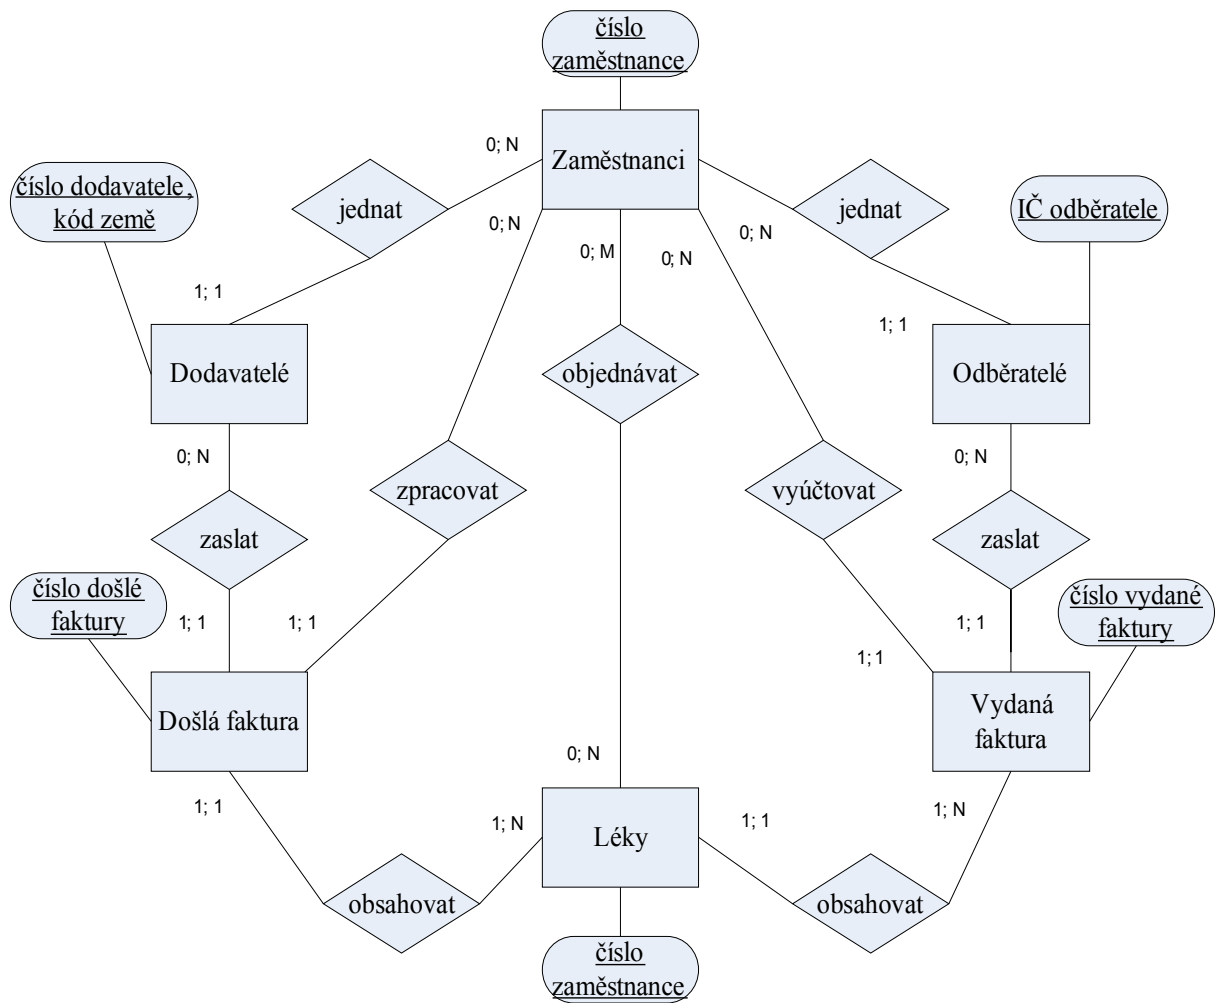 číslo
zaměstnance
0; N
Zaměstnanci
číslo dodavatele,
kód země
jednat
jednat
IČ odběratele
0; N
0; M
0; N
0; N
1; 1
1; 1
Dodavatelé
objednávat
Odběratelé
0; N
0; N
zpracovat
vyúčtovat
zaslat
zaslat
číslo došlé
faktury
číslo vydané
faktury
1; 1
1; 1
1; 1
1; 1
Došlá faktura
Vydaná
faktura
0; N
1; 1
1; N
1; 1
1; N
Léky
obsahovat
obsahovat
číslo
zaměstnance